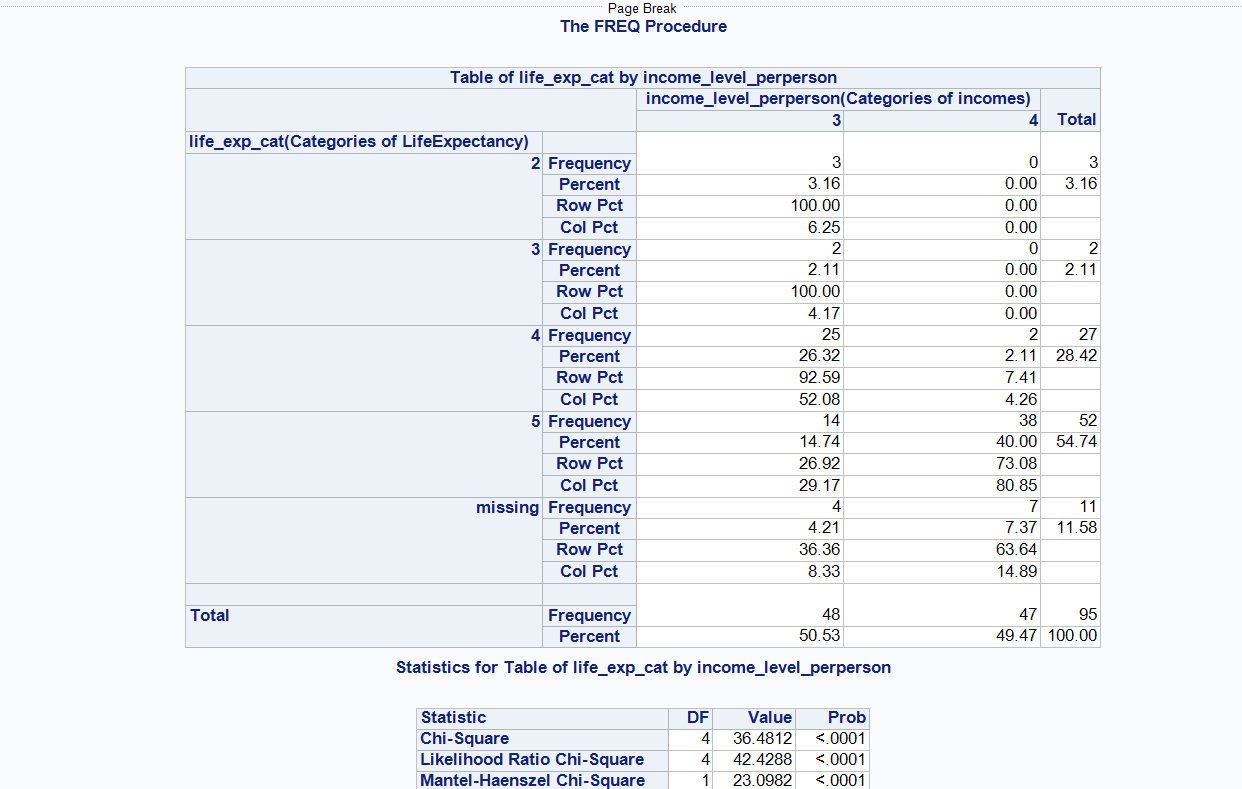 Page Break
The FREQ Procedure
Table of life_exp_cat by income_level_perperson
income_level_perperson(Categories of incomes)
3 4 Total
life_exp_cat(Categories of LifeExpectancy)
2 Frequency 3 0 3
Percent 3.16 0.00 3.16
Row Pct 100.00 0.00
Col Pct 6.25 0.00
3 Frequency 2 0 2
Percent 2.11 0.00 2.11
Row Pct 100.00 0.00
Col Pct 4.17 0.00
4 Frequency 25 2 27
Percent 26.32 2.11 28.42
Row Pct 92.59 7.41
Col Pct 52.08 4.26
5 Frequency 14 38 52
Percent 14.74 40.00 54.74
Row Pct 26.92 73.08
Col Pct 29.17 80.85
missing Frequency 4 7 11
Percent 4.21 7.37 11.58
Row Pct 36.36 63.64
Col Pct 8.33 14.89
Total Frequency 48 47 95
Percent 50.53 49.47 100.00
Statistics for Table of life_exp_cat by income_level_perperson
Statistic DF Value Prob
Chi-Square 4 36.4812 <.0001
Likelihood Ratio Chi-Square 4 42.4288 <.0001
Mantel-Haenszel Chi-Square 1 23.0982 <.0001